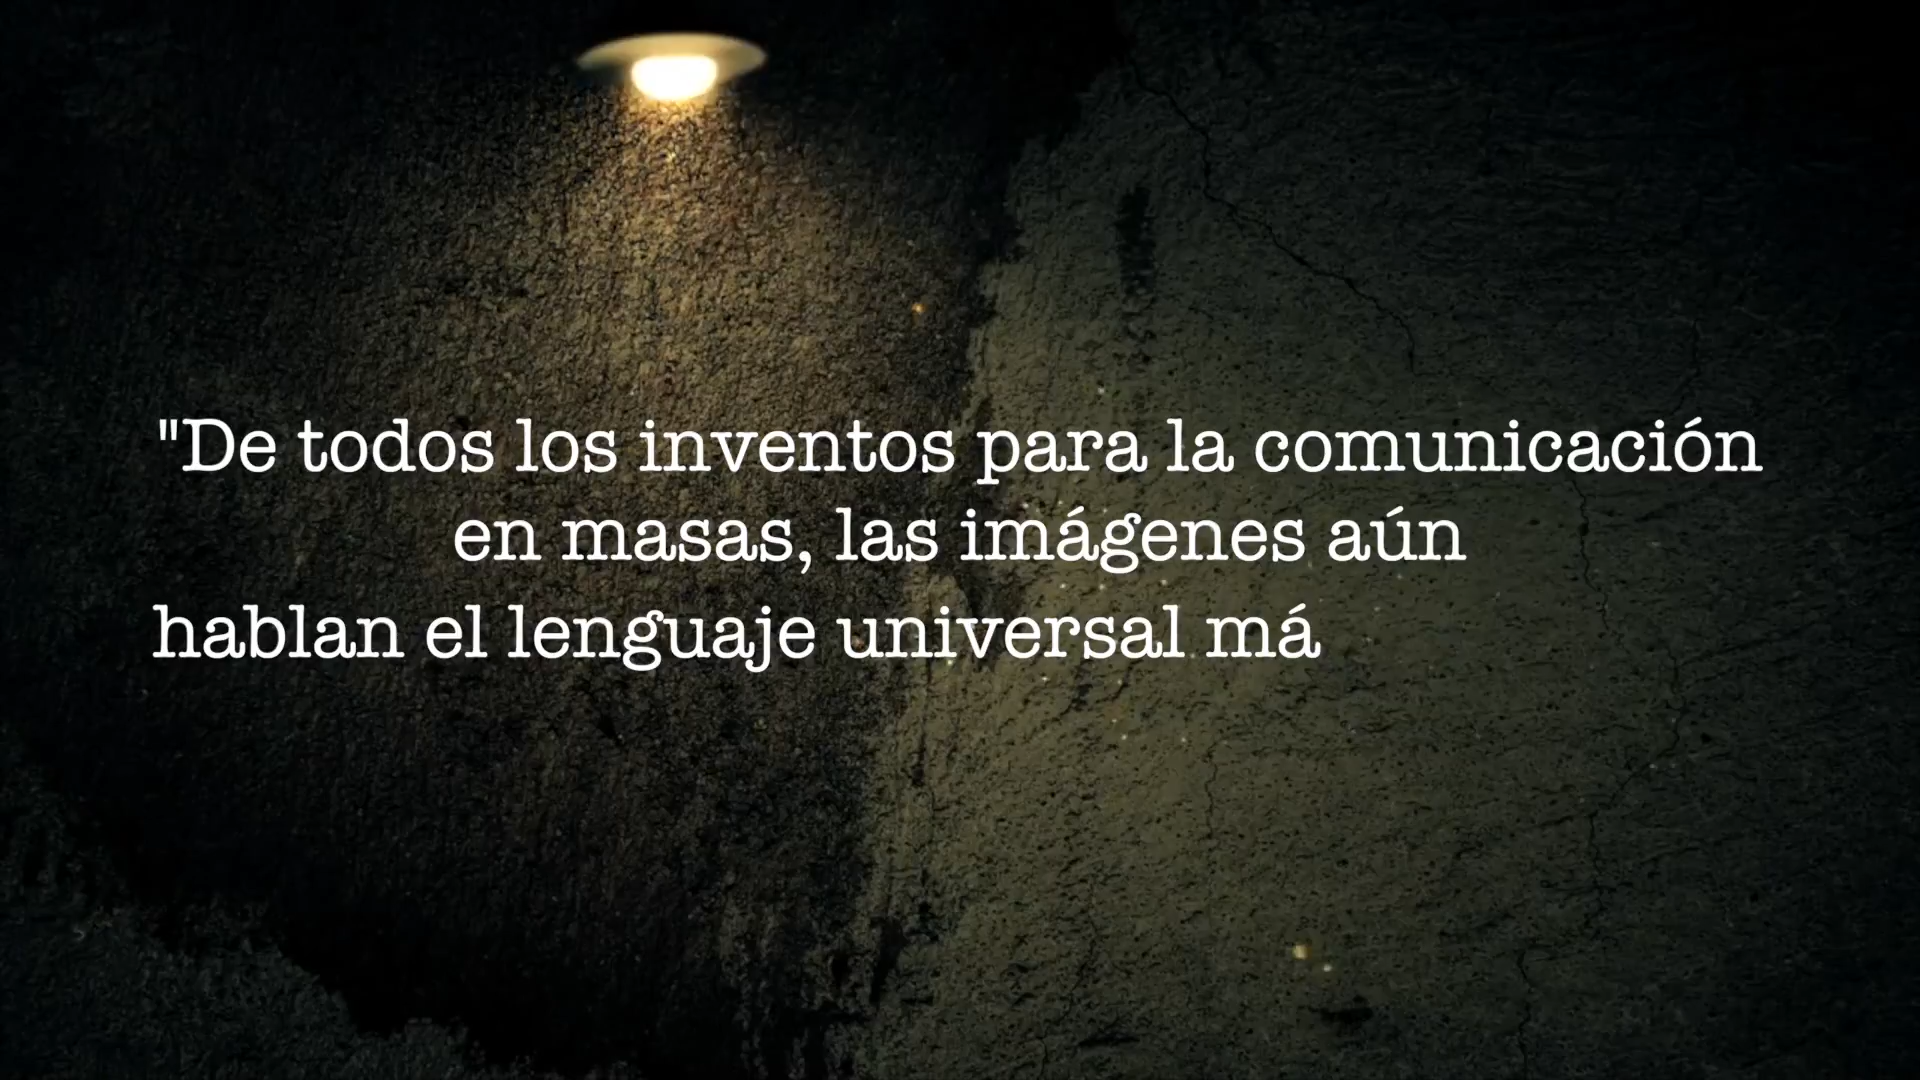 "De todos los inventos para la comunicación
en masas, las imágenes aún
hablan el lenguaje universal má